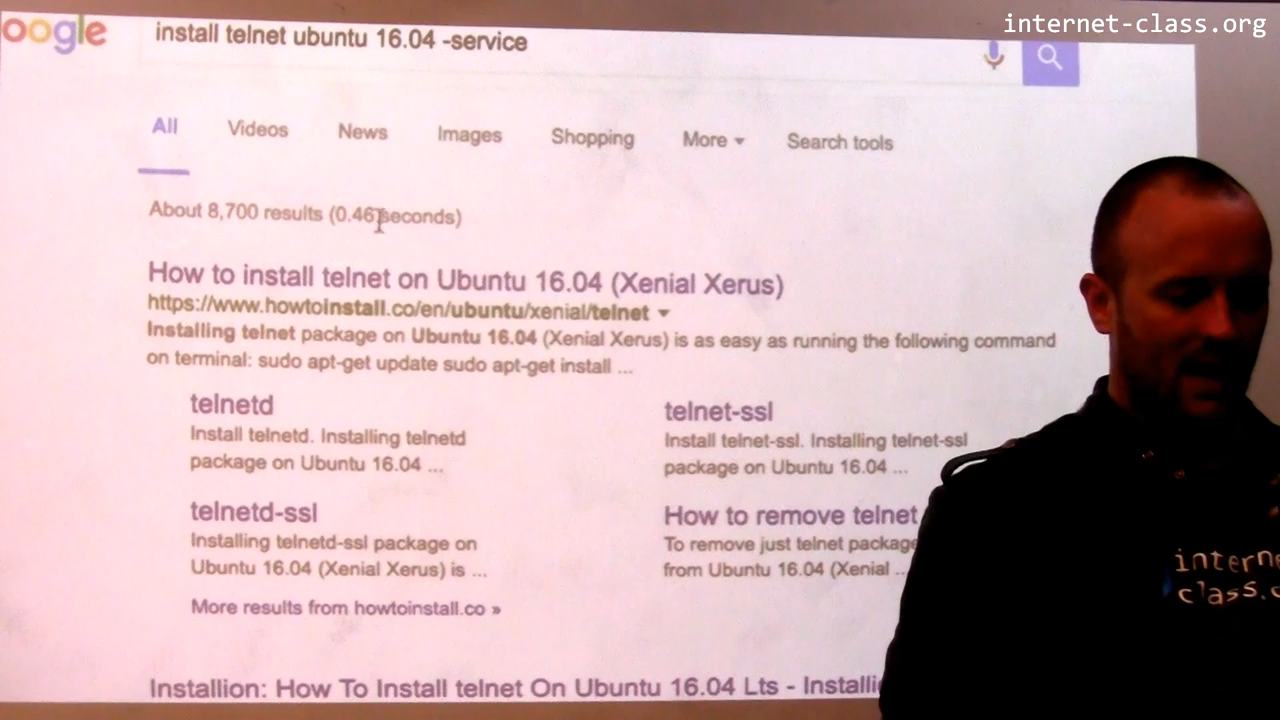 internet-class.org
oogle
install telnet ubuntu 16.04 -service
All Videos News Images Shopping More Search tools
About 8,700 results (0.46 seconds)
How to install telnet on Ubuntu 16.04 (Xenial Xerus)
https://www.howtoinstall.co/en/ubuntu/xenial/telnet
Installing telnet package on Ubuntu 16.04 (Xenial Xerus) is as easy as running the following command
on terminal: sudo apt-get update sudo apt-get install ...
telnetd
Install telnetd. Installing telnetd
package on Ubuntu 16.04 ...
telnet-ssl
Install telnet-ssl. Installing telnet-ssl
package on Ubuntu 16.04 ...
telnetd-ssl
Installing telnetd-ssl package on
Ubuntu 16.04 (Xenial Xerus) is ...
How to remove telnet
To remove just telnet package
from Ubuntu 16.04 (Xenial ...
More results from howtoinstall.co »
Installion: How To Install telnet On Ubuntu 16.04 Lts - Installi
interne
class.o